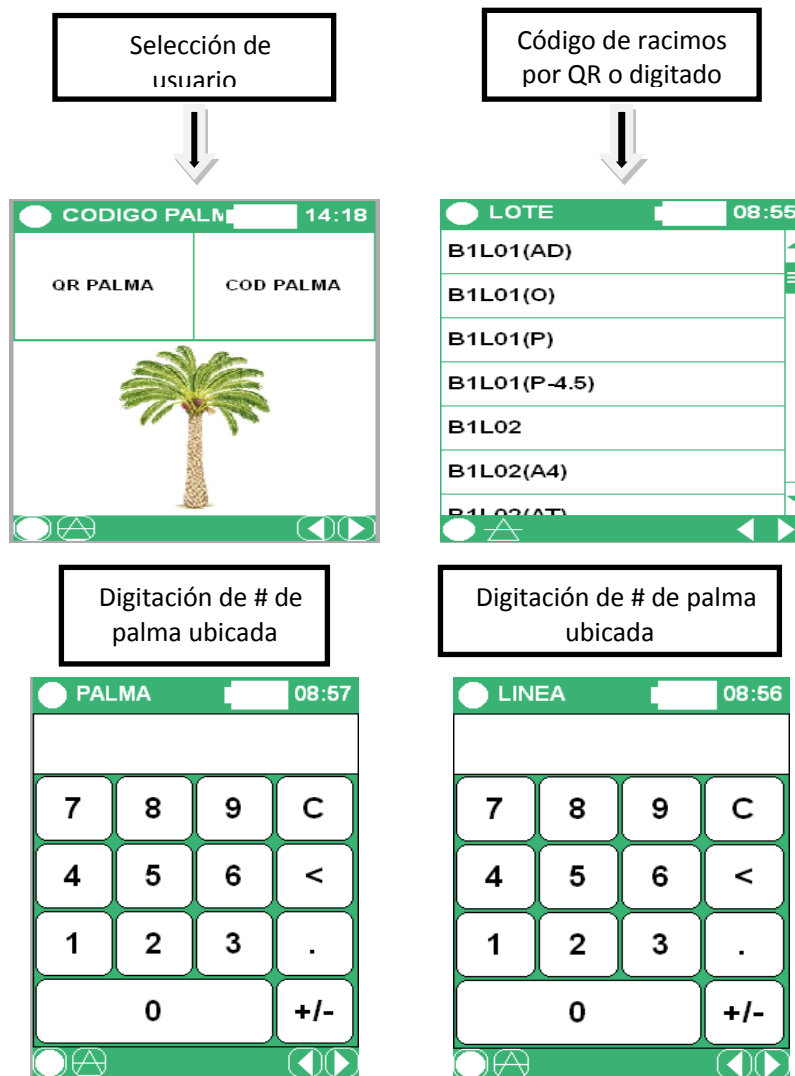 Selección de
usuario
Código de racimos
por QR o digitado
CODIGO PALM 14:18
QR PALMA COD PALMA
LOTE 08:55
B1L01(AD)
B1L01(O)
B1L01(P)
B1L01(P-4.5)
B1L02
B1L02(A4)
B1L02(AT)
Digitación de # de
palma ubicada
Digitación de # de palma
ubicada
PALMA 08:57
7 8 9 C
4 5 6 <
1 2 3 .
0 +/-
LINEA 08:56
7 8 9 C
4 5 6 <
1 2 3 .
0 +/-